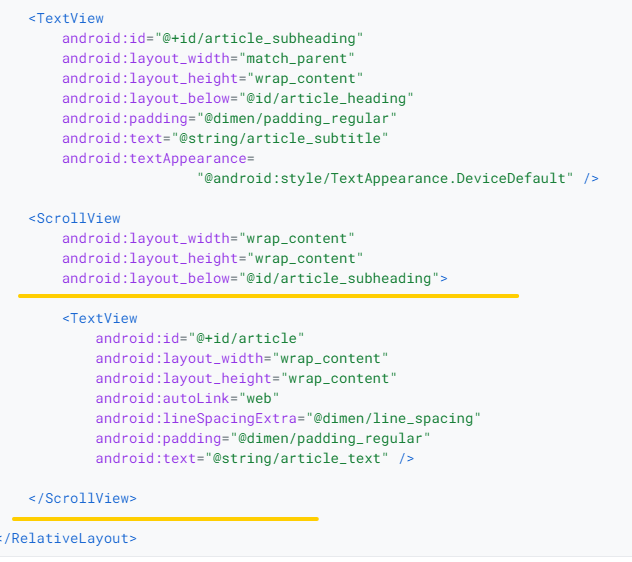 <TextView
android:id="@+id/article_subheading"
android:layout_width="match_parent"
android:layout_height="wrap_content"
android:layout_below="@id/article_heading"
android:padding="@dimen/padding_regular"
android:text="@string/article_subtitle"
android:textAppearance=
"@android:style/TextAppearance.DeviceDefault" />
<ScrollView
android:layout_width="wrap_content"
android:layout_height="wrap_content"
android:layout_below="@id/article_subheading">
<TextView
android:id="@+id/article"
android:layout_width="wrap_content"
android:layout_height="wrap_content"
android:autoLink="web"
android:lineSpacingExtra="@dimen/line_spacing"
android:padding="@dimen/padding_regular"
android:text="@string/article_text" />
</ScrollView>
</RelativeLayout>